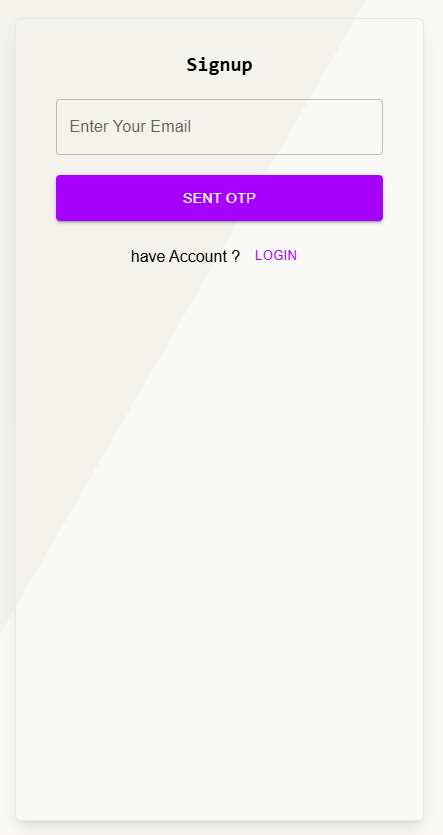 Signup
Enter Your Email
SENT OTP
have Account ? LOGIN